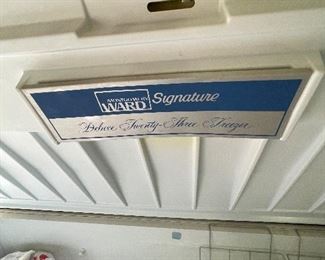 MONTGOMERY
WARD Signature
Deluxe Twenty-Three Freezer